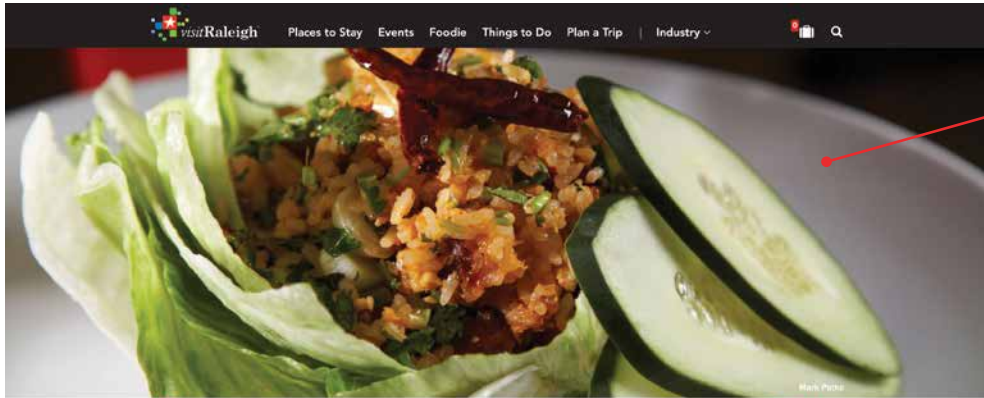 visitRaleigh Places to Stay Events Foodie Things to Do Plan a Trip | Industry 0
Mark Petko